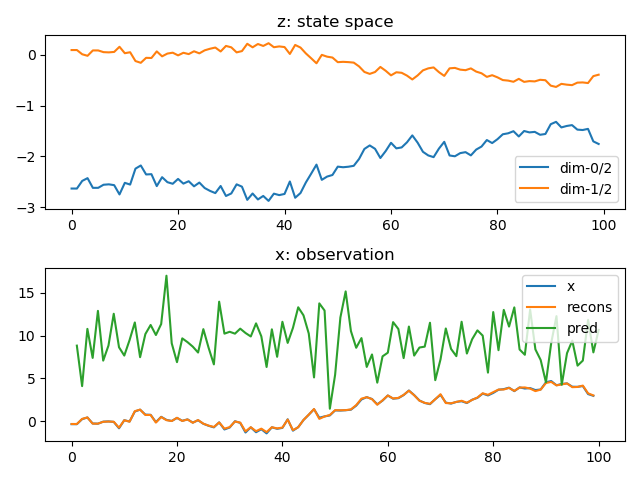 z: state space
0
−1
−2
−3
dim-0/2
dim-1/2
0 20 40 60 80 100
x: observation
15
10
5
0
x
recons
pred
0 20 40 60 80 100